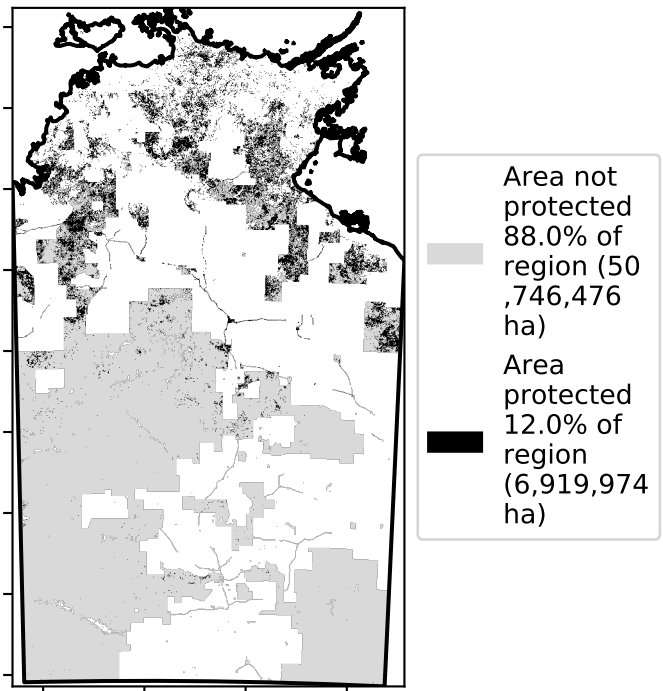 Area not
protected
88.0% of
region (50
,746,476
ha)
Area
protected
12.0% of
region
(6,919,974
ha)